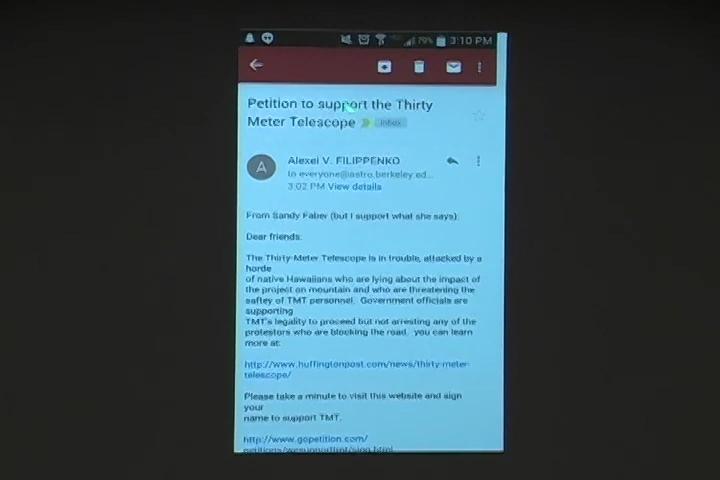 79% 3:10 PM
Petition to support the Thirty
Meter Telescope Inbox
A
Alexei V. FILIPPENKO
to everyone@astro.berkeley.ed...
3:02 PM View details
From Sandy Faber (but I support what she says):
Dear friends:
The Thirty-Meter Telescope is in trouble, attacked by a
horde
of native Hawaiians who are lying about the impact of
the project on mountain and who are threatening the
saftey of TMT personnel. Government officials are
supporting
TMT's legality to proceed but not arresting any of the
protestors who are blocking the road. you can learn
more at:
http://www.huffingtonpost.com/news/thirty-meter-
telescope/
Please take a minute to visit this website and sign
your
name to support TMT.
http://www.gopetition.com/
petitions/wesupporttmt/sign.html